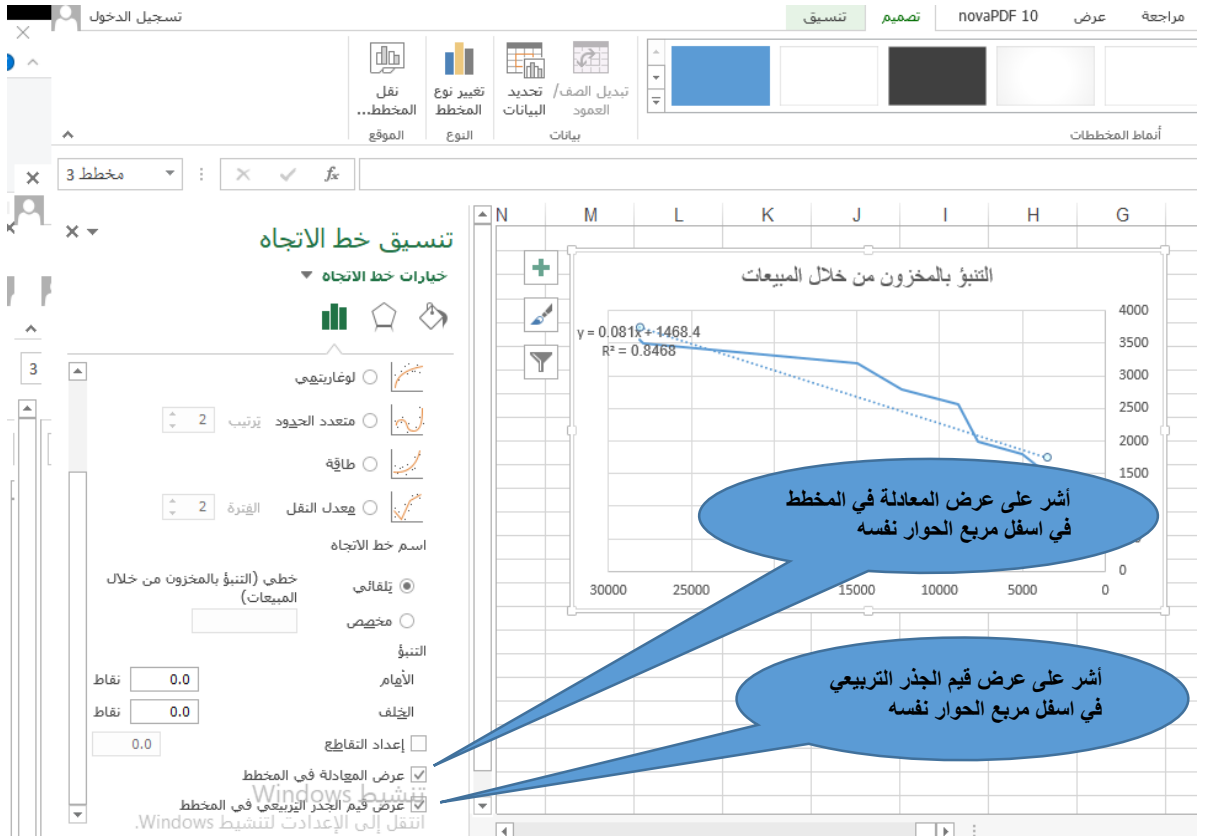 مراجعة عرض novaPDF 10 تصميم تنسيق تسجيل الدخول
تبديل الصف/ العمود
تحديد البيانات
تغيير نوع المخطط
نقل المخطط...
أنماط المخططات
بيانات
النوع
الموقع
مخطط 3
fx
3
G H I J K L M N
التنبؤ بالمخزون من خلال المبيعات
y = 0.081x + 1468.4
R² = 0.8468
4000
3500
3000
2500
2000
1500
0
0 5000 10000 15000 25000 30000
أشر على عرض المعادلة في المخطط
في اسفل مربع الحوار نفسه
أشر على عرض قيم الجذر التربيعي
في اسفل مربع الحوار نفسه
تنسيق خط الاتجاه
خيارات خط الاتجاه
لوغاريتمي
متعدد الحدود ترتيب 2
طاقة
معدل النقل الفترة 2
اسم خط الاتجاه
تلقائي خطي (التنبؤ بالمخزون من خلال
المبيعات)
مخصص
التنبؤ
الأمام 0.0 نقاط
الخلف 0.0 نقاط
إعداد التقاطع 0.0
عرض المعادلة في المخطط
تنشيط Windows
عرض قيم الجذر التربيعي في المخطط
انتقل إلى الإعدادت لتنشيط Windows.